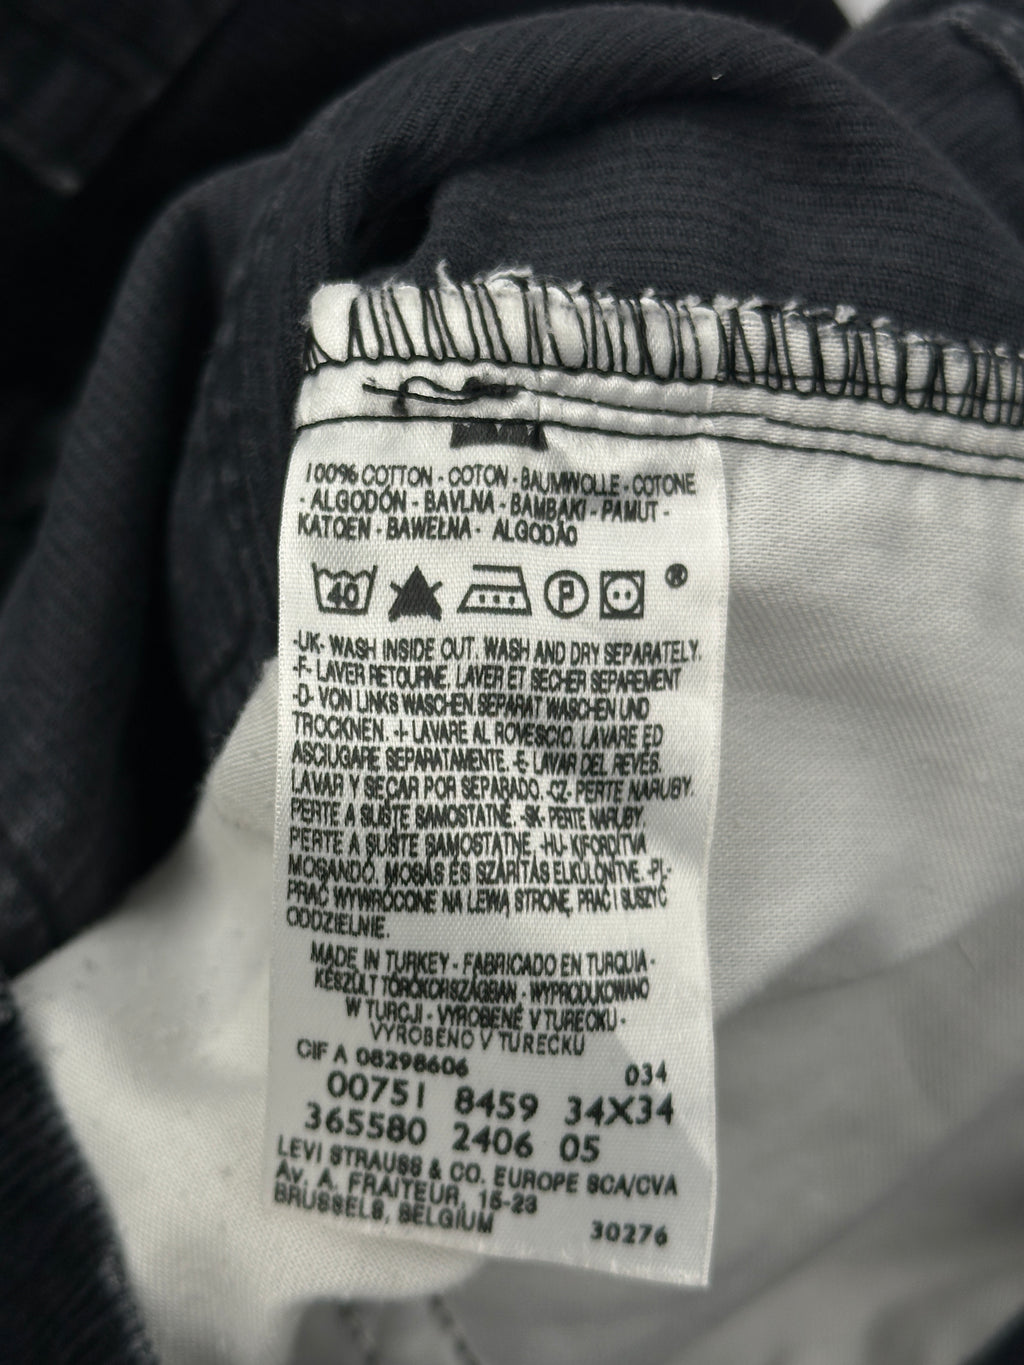 100% COTTON - COTON - BAUMWOLLE - COTONE
- ALGODÓN - BAVLNA - BAMBAKI - PAMUT -
KATOEN - BAWEŁNA - ALGODÃO
40 P ®
-UK- WASH INSIDE OUT. WASH AND DRY SEPARATELY.
-F- LAVER RETOURNE, LAVER ET SECHER SEPAREMENT
-D- VON LINKS WASCHEN. SEPARAT WASCHEN UND
TROCKNEN. -I- LAVARE AL ROVESCIO. LAVARE ED
ASCIUGARE SEPARATAMENTE. -E- LAVAR DEL REVES.
LAVAR Y SECAR POR SEPARADO. -CZ- PERTE NARUBY.
PERTE A SUŠTE SAMOSTATNĚ. -SK- PERTE NARUBY.
PERTE A SUŠTE SAMOSTATNE, -HU- KIFORDÍTVA
MOSANDÓ. MOSÁS ÉS SZÁRÍTÁS ELKÜLÖNÍTVE. -PL-
PRAĆ WYWRÓCONE NA LEWĄ STRONĘ, PRAĆ I SUSZYĆ
ODDZIELNIE.
MADE IN TURKEY - FABRICADO EN TURQUIA -
KÉSZÜLT TÖRÖKORSZÁGBAN - WYPRODUKOWANO
W TURCJI - VYROBENÉ V TURECKU -
VYROBENO V TURECKU
CIF A 08298606
034
00751 8459 34X34
365580 2406 05
LEVI STRAUSS & CO. EUROPE SCA/CVA
AV. A. FRAITEUR, 15-23
BRUSSELS, BELGIUM
30276